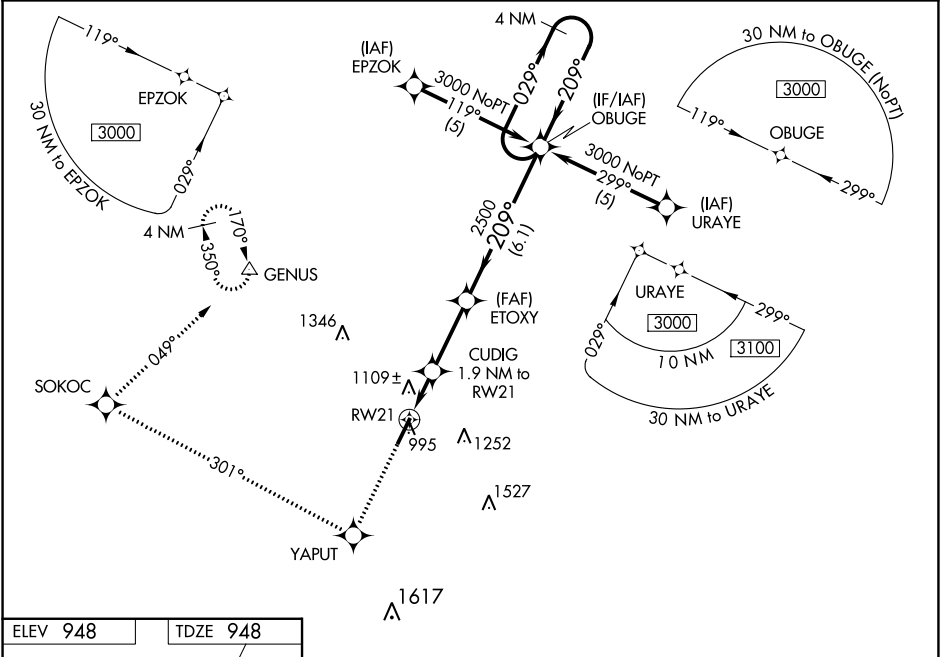 119°
EPZOK
3000
029°
30 NM to EPZOK
4 NM
(IAF)
EPZOK
3000 NoPT
119°
(5)
029°
209°
(IF/IAF)
OBUGE
3000 NoPT
299°
(5)
(IAF)
URAYE
30 NM to OBUGE (NoPT)
3000
119°
OBUGE
299°
4 NM
170°
350°
GENUS
2500
209°
(6.1)
(FAF)
ETOXY
URAYE
299°
029°
3000
10 NM
3100
30 NM to URAYE
1346
049°
SOKOC
CUDIG
1.9 NM to
RW21
1109±
RW21
995
1252
301°
1527
YAPUT
1617
ELEV 948
TDZE 948